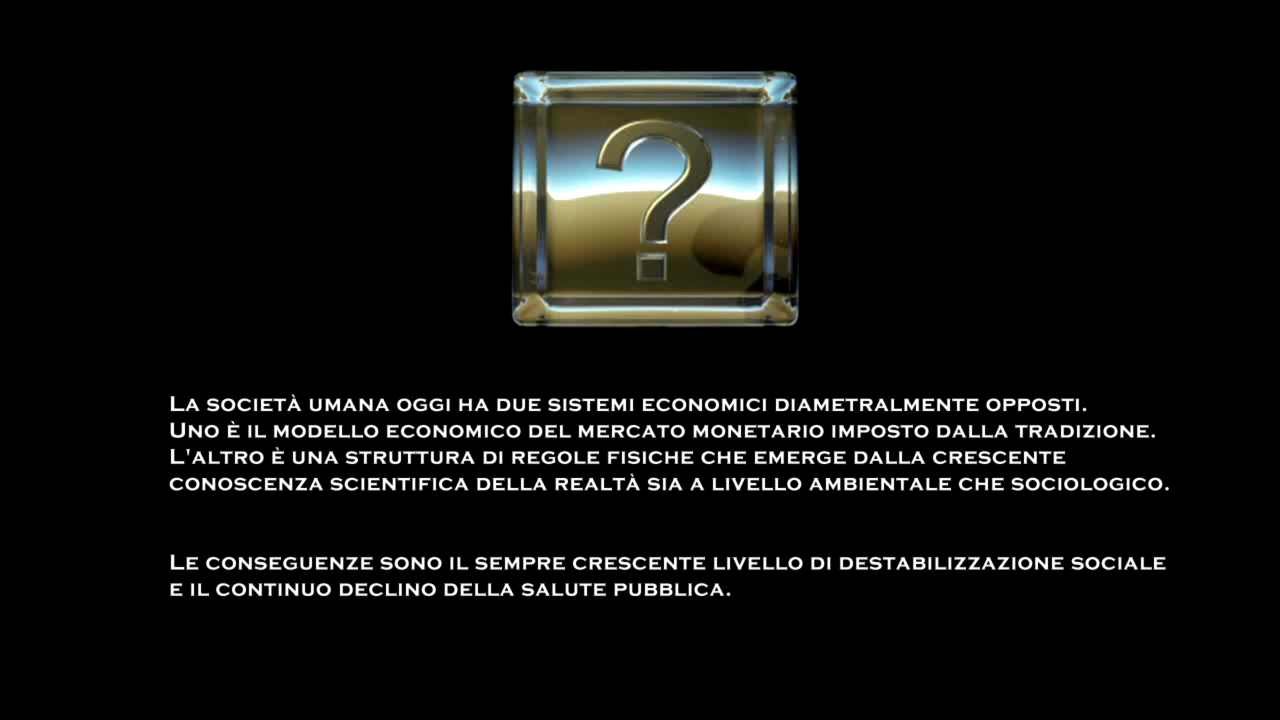 ?
La società umana oggi ha due sistemi economici diametralmente opposti.
Uno è il modello economico del mercato monetario imposto dalla tradizione.
L'altro è una struttura di regole fisiche che emerge dalla crescente
conoscenza scientifica della realtà sia a livello ambientale che sociologico.
Le conseguenze sono il sempre crescente livello di destabilizzazione sociale
e il continuo declino della salute pubblica.